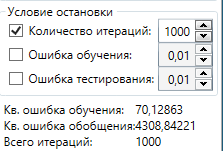 Условие остановки
Количество итераций: 1000
Ошибка обучения: 0,01
Ошибка тестирования: 0,01
Кв. ошибка обучения: 70,12863
Кв. ошибка обобщения: 4308,84221
Всего итераций: 1000